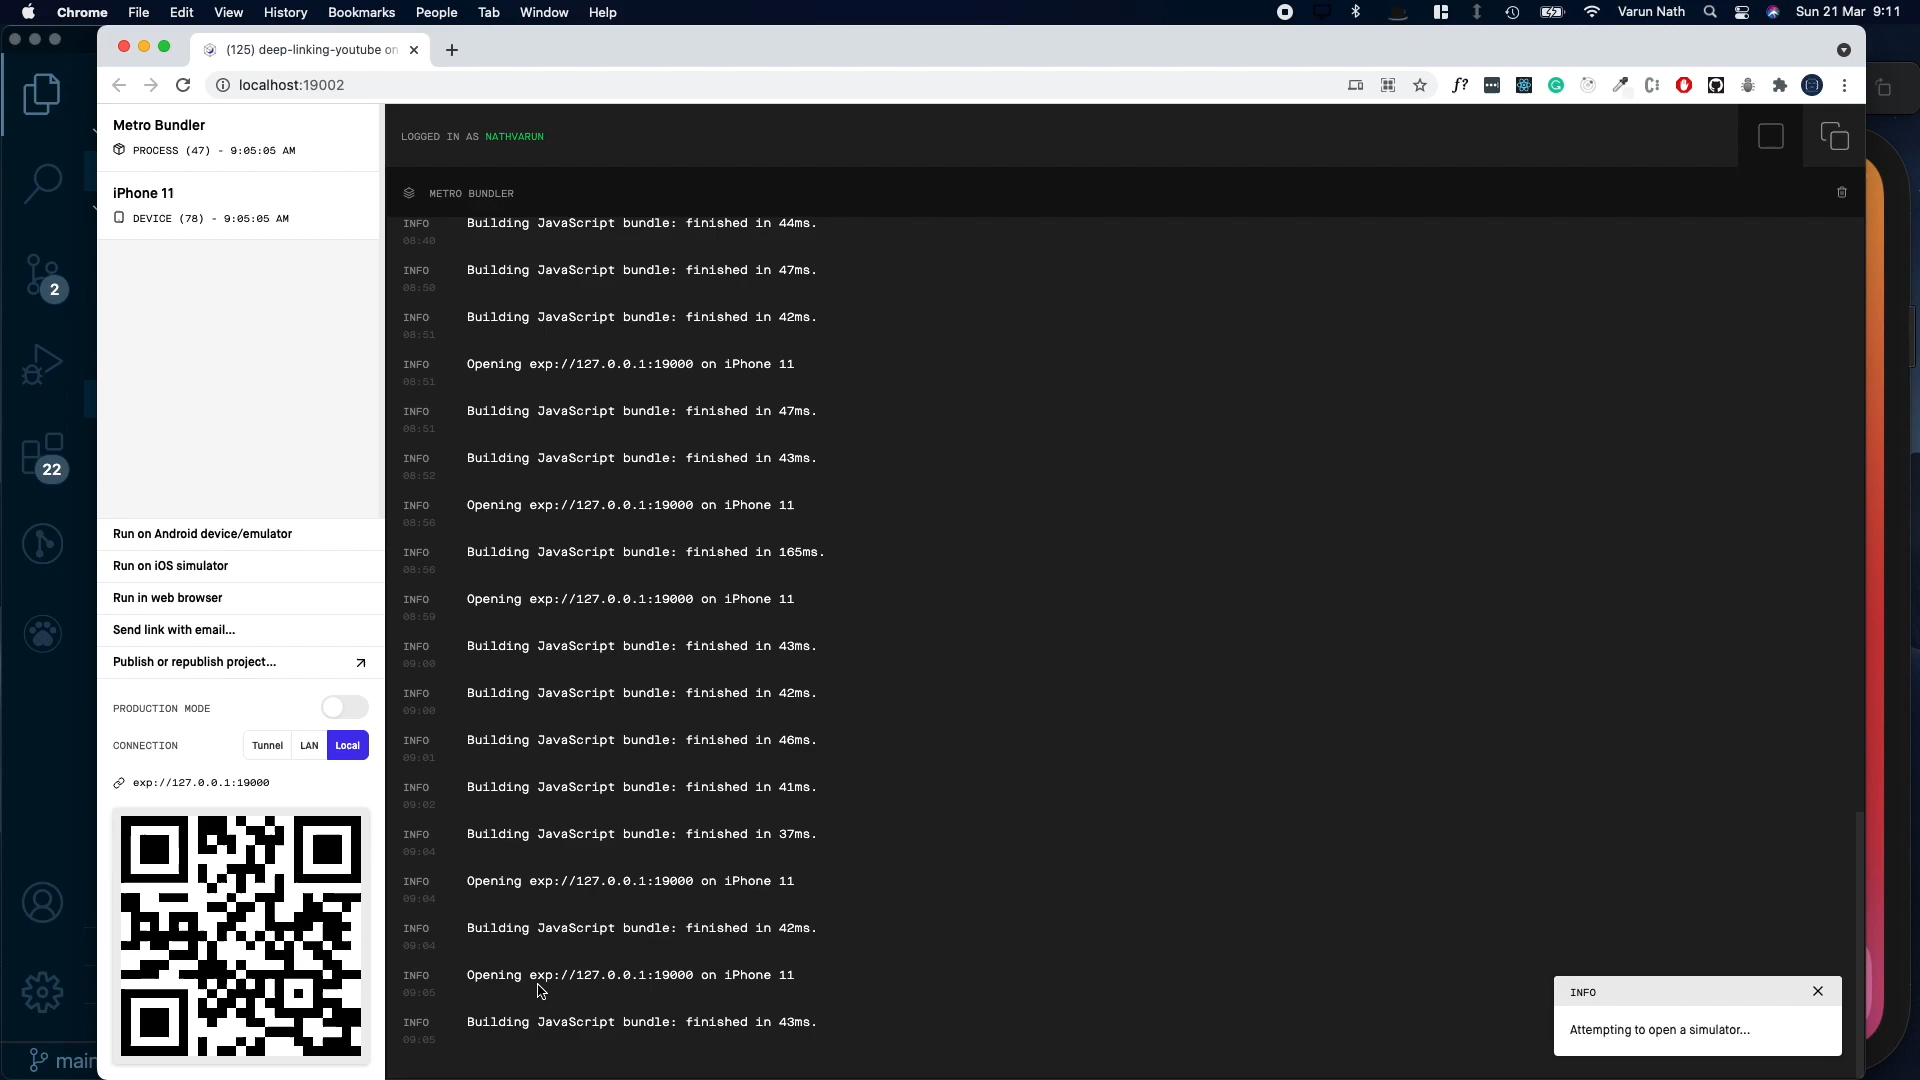 Chrome File Edit View History Bookmarks People Tab Window Help Varun Nath Sun 21 Mar 9:11
(125) deep-linking-youtube on
localhost:19002
f?
Metro Bundler
PROCESS (47) - 9:05:05 AM
iPhone 11
DEVICE (78) - 9:05:05 AM
2
22
main
Run on Android device/emulator
Run on iOS simulator
Run in web browser
Send link with email...
Publish or republish project...
PRODUCTION MODE
CONNECTION Tunnel LAN Local
exp://127.0.0.1:19000
LOGGED IN AS NATHVARUN
METRO BUNDLER
INFO Building JavaScript bundle: finished in 44ms.
08:40
INFO Building JavaScript bundle: finished in 47ms.
08:50
INFO Building JavaScript bundle: finished in 42ms.
08:51
INFO Opening exp://127.0.0.1:19000 on iPhone 11
08:51
INFO Building JavaScript bundle: finished in 47ms.
08:51
INFO Building JavaScript bundle: finished in 43ms.
08:52
INFO Opening exp://127.0.0.1:19000 on iPhone 11
08:56
INFO Building JavaScript bundle: finished in 165ms.
08:56
INFO Opening exp://127.0.0.1:19000 on iPhone 11
08:59
INFO Building JavaScript bundle: finished in 43ms.
09:00
INFO Building JavaScript bundle: finished in 42ms.
09:00
INFO Building JavaScript bundle: finished in 46ms.
09:01
INFO Building JavaScript bundle: finished in 41ms.
09:02
INFO Building JavaScript bundle: finished in 37ms.
09:04
INFO Opening exp://127.0.0.1:19000 on iPhone 11
09:04
INFO Building JavaScript bundle: finished in 42ms.
09:04
INFO Opening exp://127.0.0.1:19000 on iPhone 11
09:05
INFO Building JavaScript bundle: finished in 43ms.
09:05
INFO
Attempting to open a simulator...